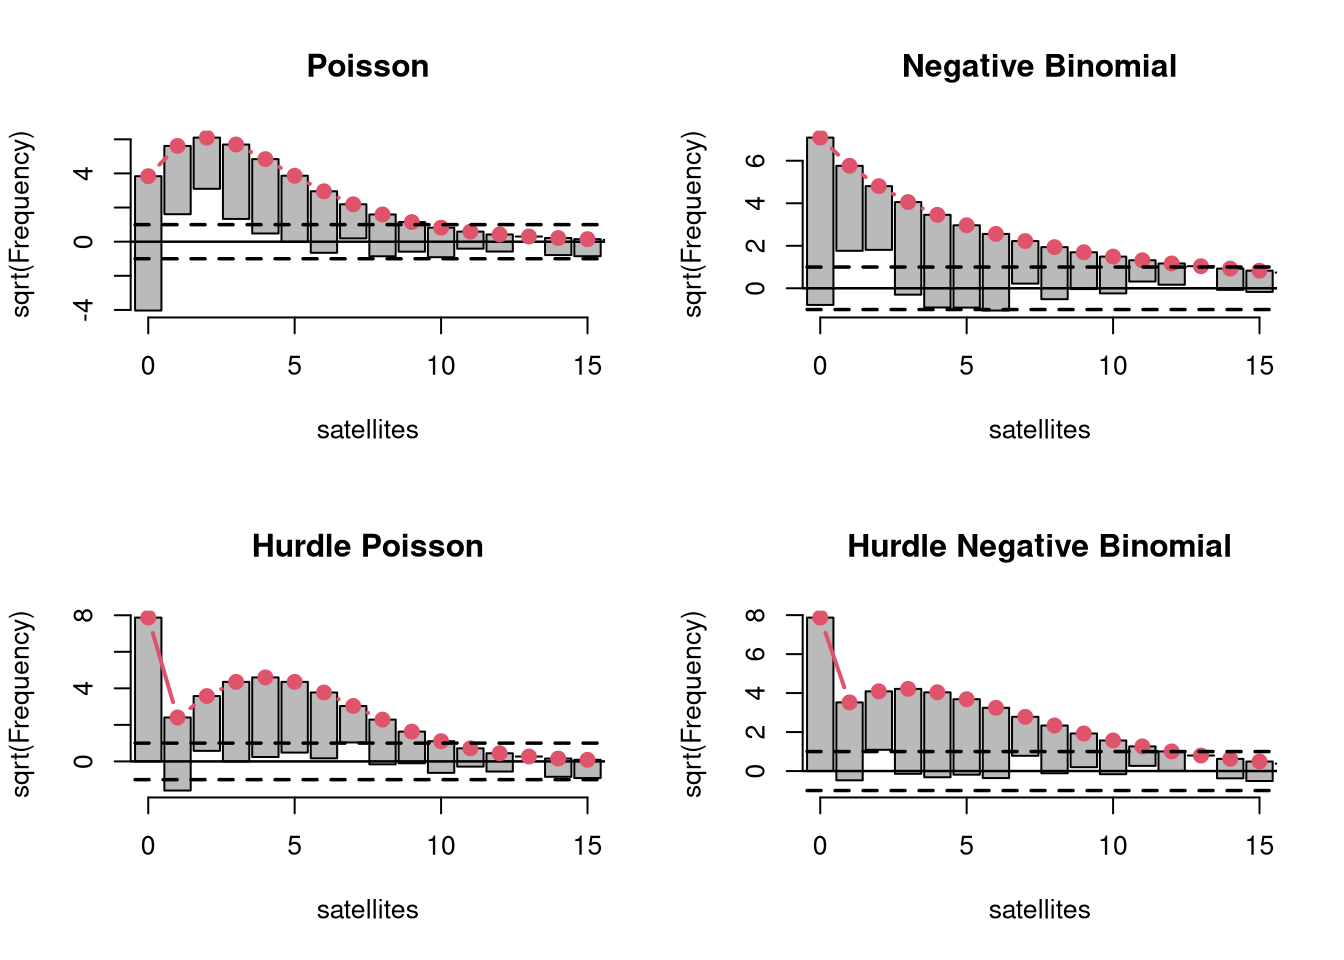 Poisson
sqrt(Frequency)
4
0
-4
0 5 10 15
satellites
Negative Binomial
sqrt(Frequency)
6
4
2
0
0 5 10 15
satellites
Hurdle Poisson
sqrt(Frequency)
8
4
0
0 5 10 15
satellites
Hurdle Negative Binomial
sqrt(Frequency)
8
6
4
2
0
0 5 10 15
satellites